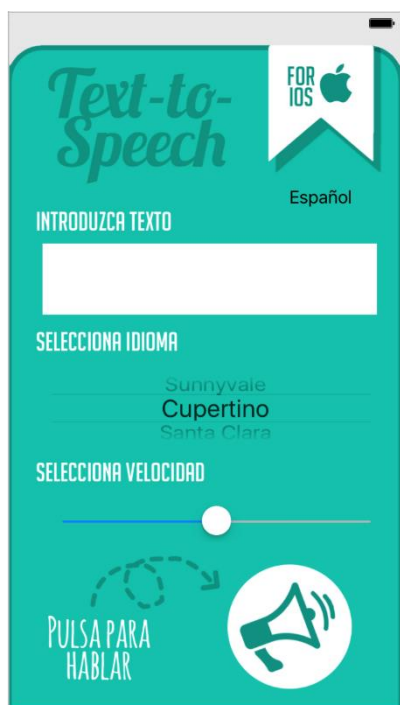 Text-to-
Speech
FOR
IOS
Español
INTRODUZCA TEXTO
SELECCIONA IDIOMA
Sunnyvale
Cupertino
Santa Clara
SELECCIONA VELOCIDAD
PULSA PARA
HABLAR